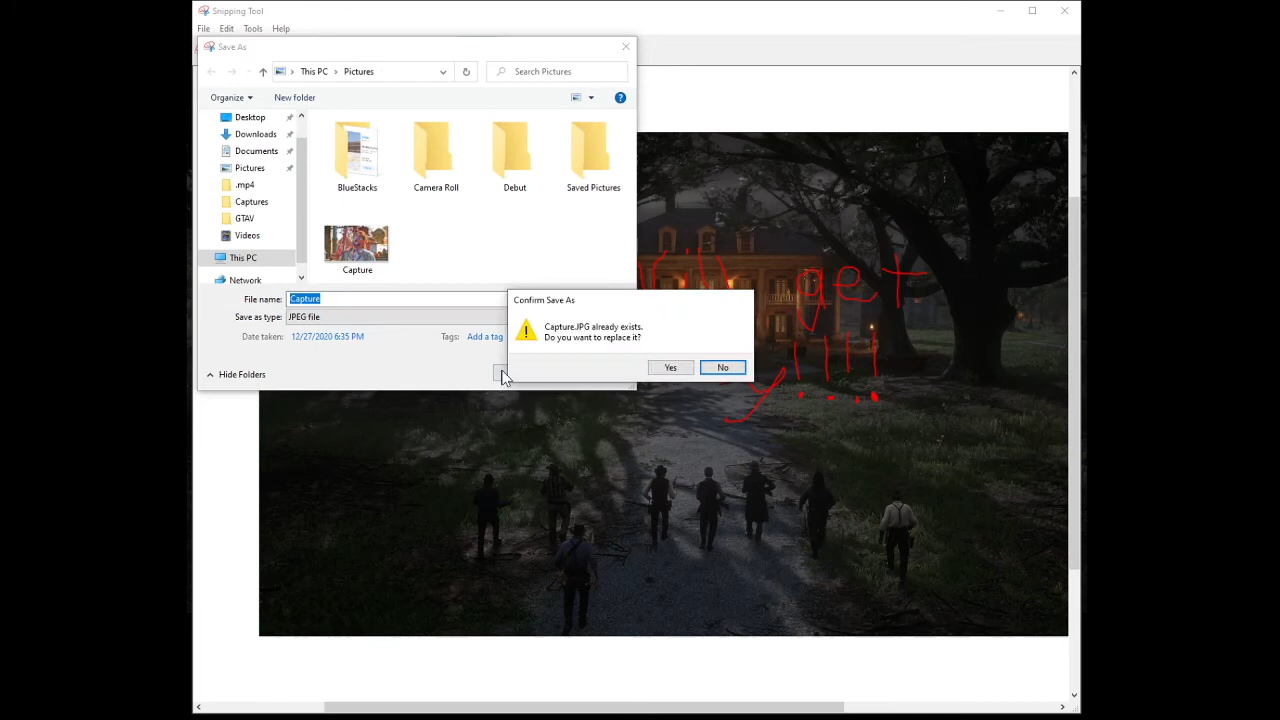 Snipping Tool
File Edit Tools Help
Save As
This PC > Pictures
Search Pictures
Organize New folder
Desktop
Downloads
Documents
Pictures
.mp4
Captures
GTAV
Videos
This PC
Network
BlueStacks Camera Roll Debut Saved Pictures
Capture
File name: Capture
Save as type: JPEG file
Date taken: 12/27/2020 6:35 PM Tags: Add a tag
Hide Folders
Confirm Save As
Capture.JPG already exists.
Do you want to replace it?
Yes No
get
y!!!!